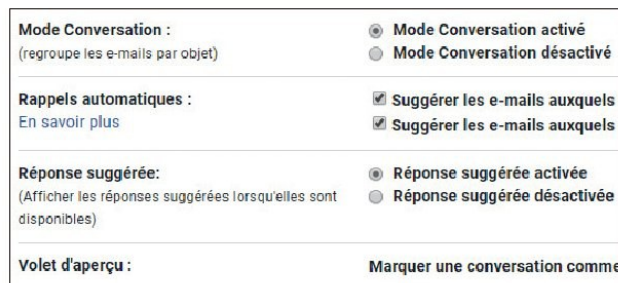 Mode Conversation :
(regroupe les e-mails par objet)
Mode Conversation activé
Mode Conversation désactivé
Rappels automatiques :
En savoir plus
Suggérer les e-mails auxquels
Suggérer les e-mails auxquels
Réponse suggérée:
(Afficher les réponses suggérées lorsqu'elles sont
disponibles)
Réponse suggérée activée
Réponse suggérée désactivée
Volet d'aperçu :
Marquer une conversation comme